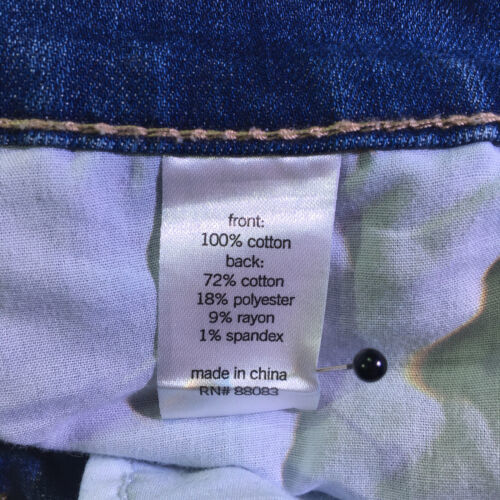 front:
100% cotton
back:
72% cotton
18% polyester
9% rayon
1% spandex
made in china
RN# 88083